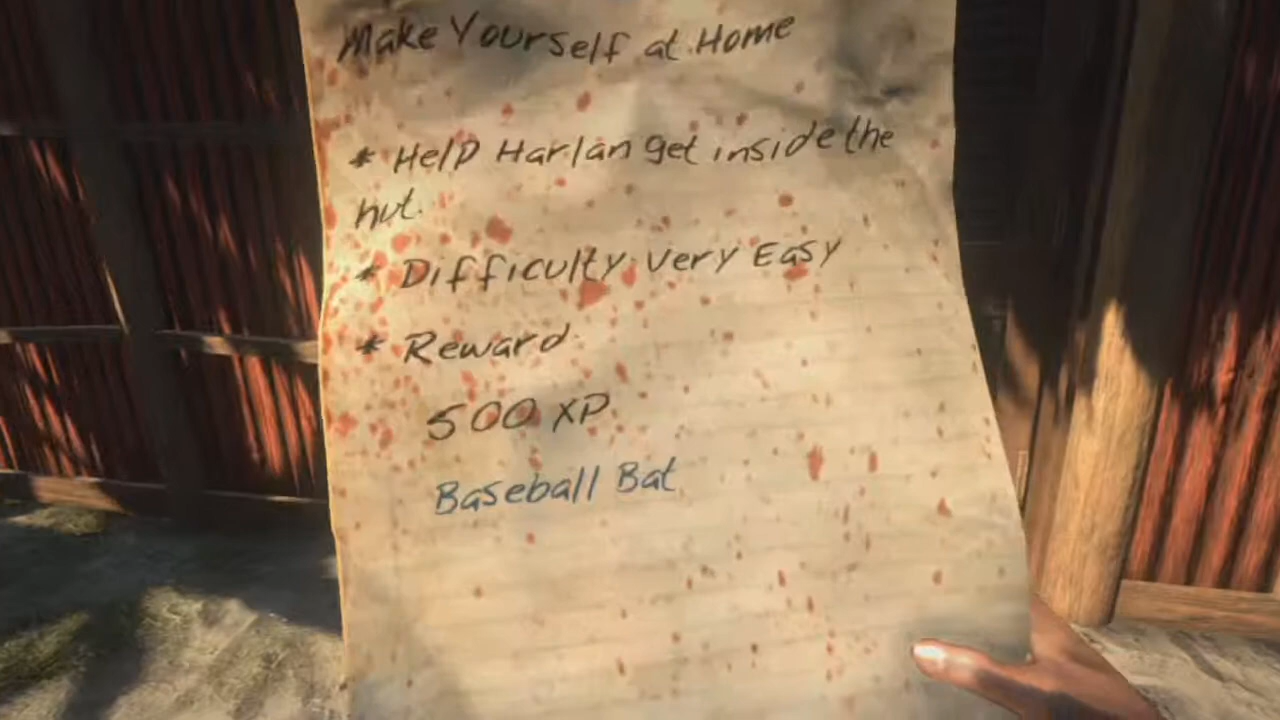 Make Yourself at Home
* Help Harlan get inside the
hut.
* Difficulty: Very Easy
* Reward:
500 XP
Baseball Bat